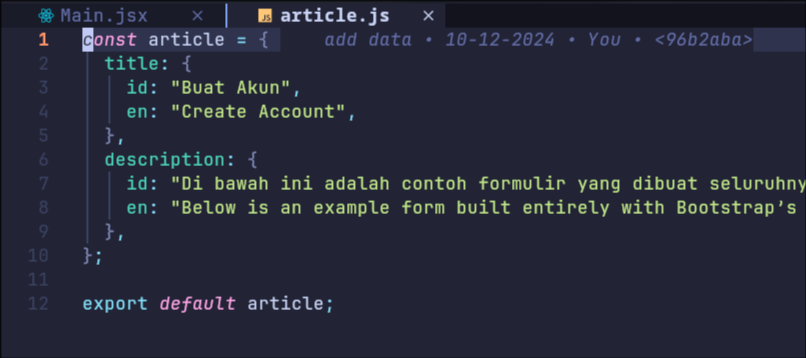 Main.jsx × JS article.js ×
1 const article = { add data • 10-12-2024 • You • <96b2aba>
2 title: {
3 id: "Buat Akun",
4 en: "Create Account",
5 },
6 description: {
7 id: "Di bawah ini adalah contoh formulir yang dibuat seluruhny
8 en: "Below is an example form built entirely with Bootstrap’s
9 },
10 };
11
12 export default article;